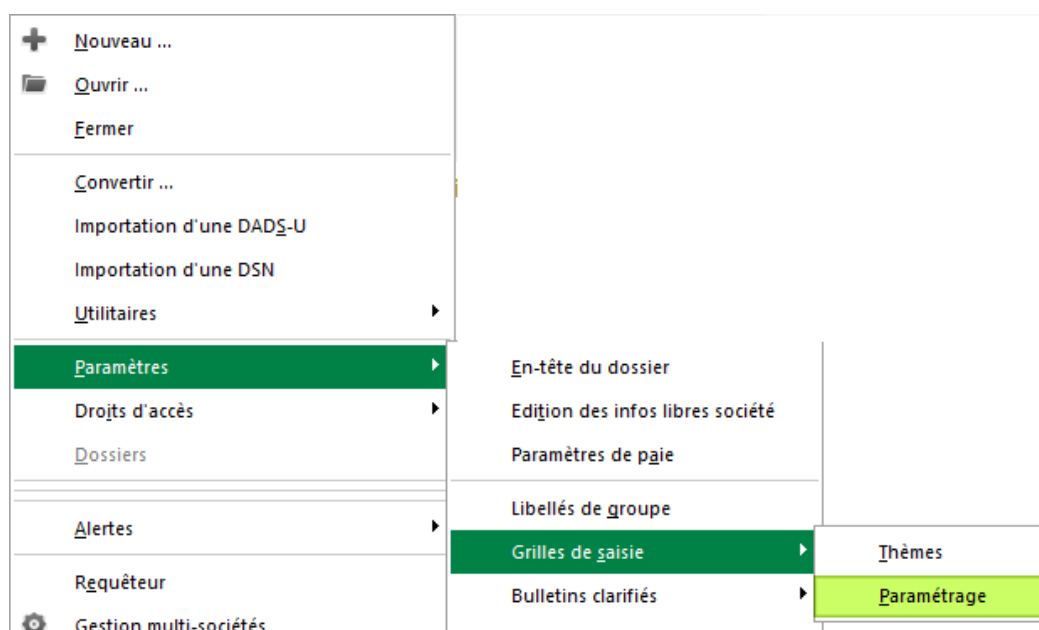 Nouveau ...
Ouvrir ...
Fermer
Convertir ...
Importation d'une DADS-U
Importation d'une DSN
Utilitaires
Paramètres
Droits d'accès
Dossiers
Alertes
Requêteur
Gestion multi-sociétés
En-tête du dossier
Edition des infos libres société
Paramètres de paie
Libellés de groupe
Grilles de saisie
Bulletins clarifiés
Thèmes
Paramétrage